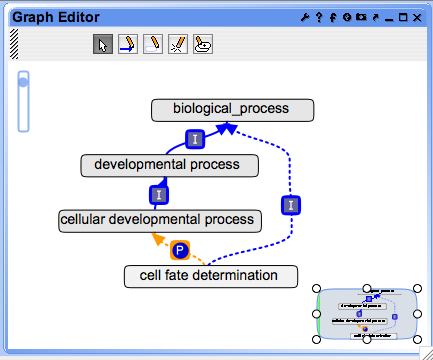 Graph Editor
biological_process
I
developmental process
I
cellular developmental process
I
P
cell fate determination